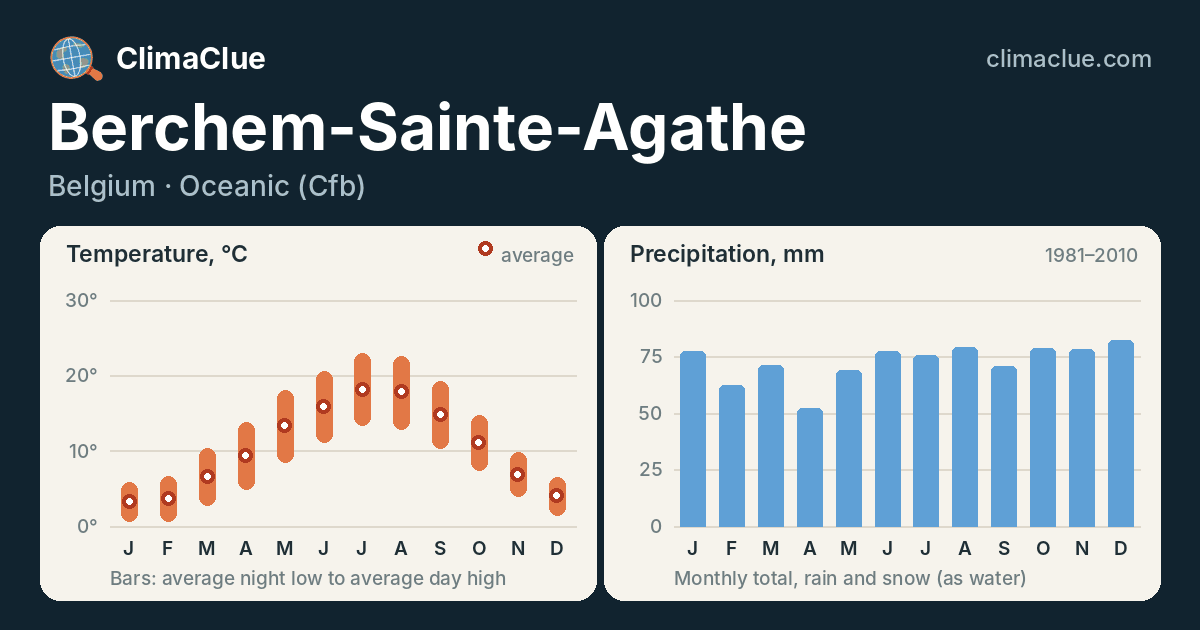 ClimaClue
climaclue.com
Berchem-Sainte-Agathe
Belgium · Oceanic (Cfb)
Temperature, °C
average
30°
20°
10°
0°
J F M A M J J A S O N D
Bars: average night low to average day high
Precipitation, mm
1981–2010
100
75
50
25
0
J F M A M J J A S O N D
Monthly total, rain and snow (as water)